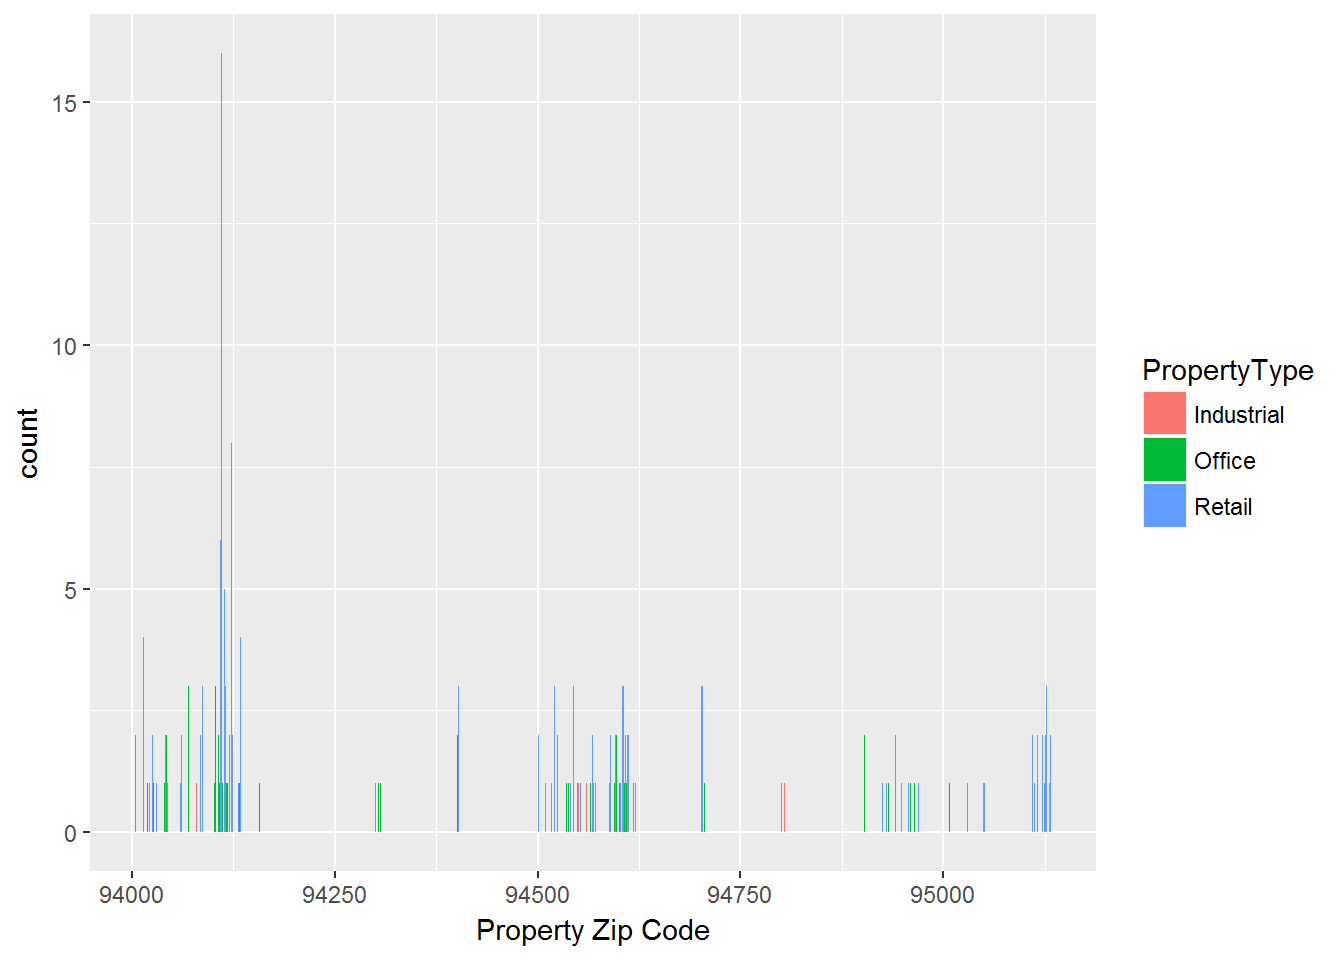 15
10
5
0
count
94000 94250 94500 94750 95000
Property Zip Code
PropertyType
Industrial
Office
Retail